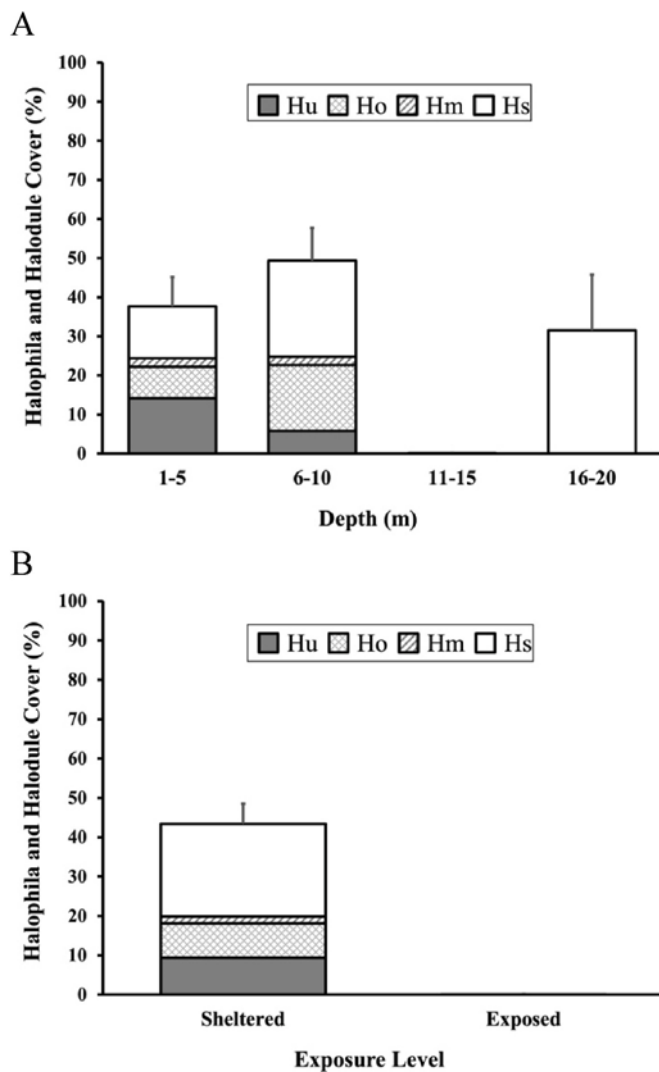 A
Halophila and Halodule Cover (%)
100
90
80
70
60
50
40
30
20
10
0
Hu Ho Hm Hs
1-5 6-10 11-15 16-20
Depth (m)
B
Halophila and Halodule Cover (%)
100
90
80
70
60
50
40
30
20
10
0
Hu Ho Hm Hs
Sheltered Exposed
Exposure Level